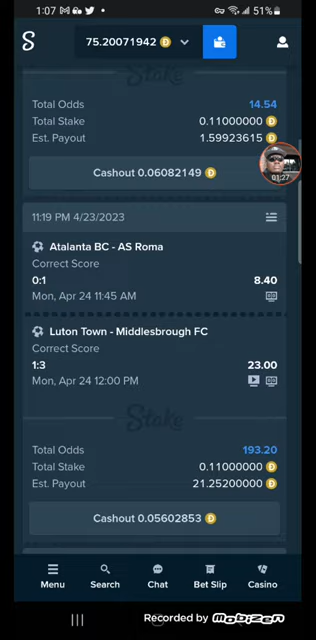 1:07
51%
75.20071942
Stake
Total Odds 14.54
Total Stake 0.11000000
Est. Payout 1.59923615
Cashout 0.06082149
01:27
11:19 PM 4/23/2023
Atalanta BC - AS Roma
Correct Score
0:1 8.40
Mon, Apr 24 11:45 AM
Luton Town - Middlesbrough FC
Correct Score
1:3 23.00
Mon, Apr 24 12:00 PM
Stake
Total Odds 193.20
Total Stake 0.11000000
Est. Payout 21.25200000
Cashout 0.05602853
Menu Search Chat Bet Slip Casino
Recorded by Mobizen